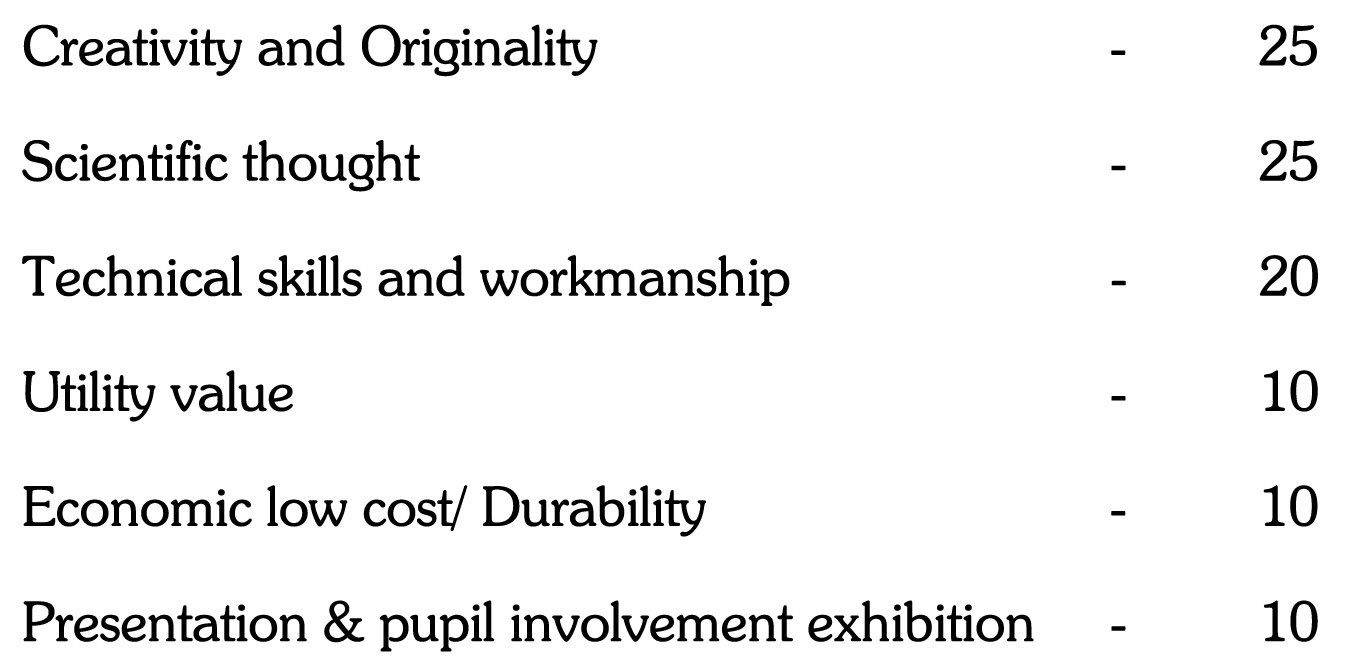 Creativity and Originality - 25
Scientific thought - 25
Technical skills and workmanship - 20
Utility value - 10
Economic low cost/ Durability - 10
Presentation & pupil involvement exhibition - 10